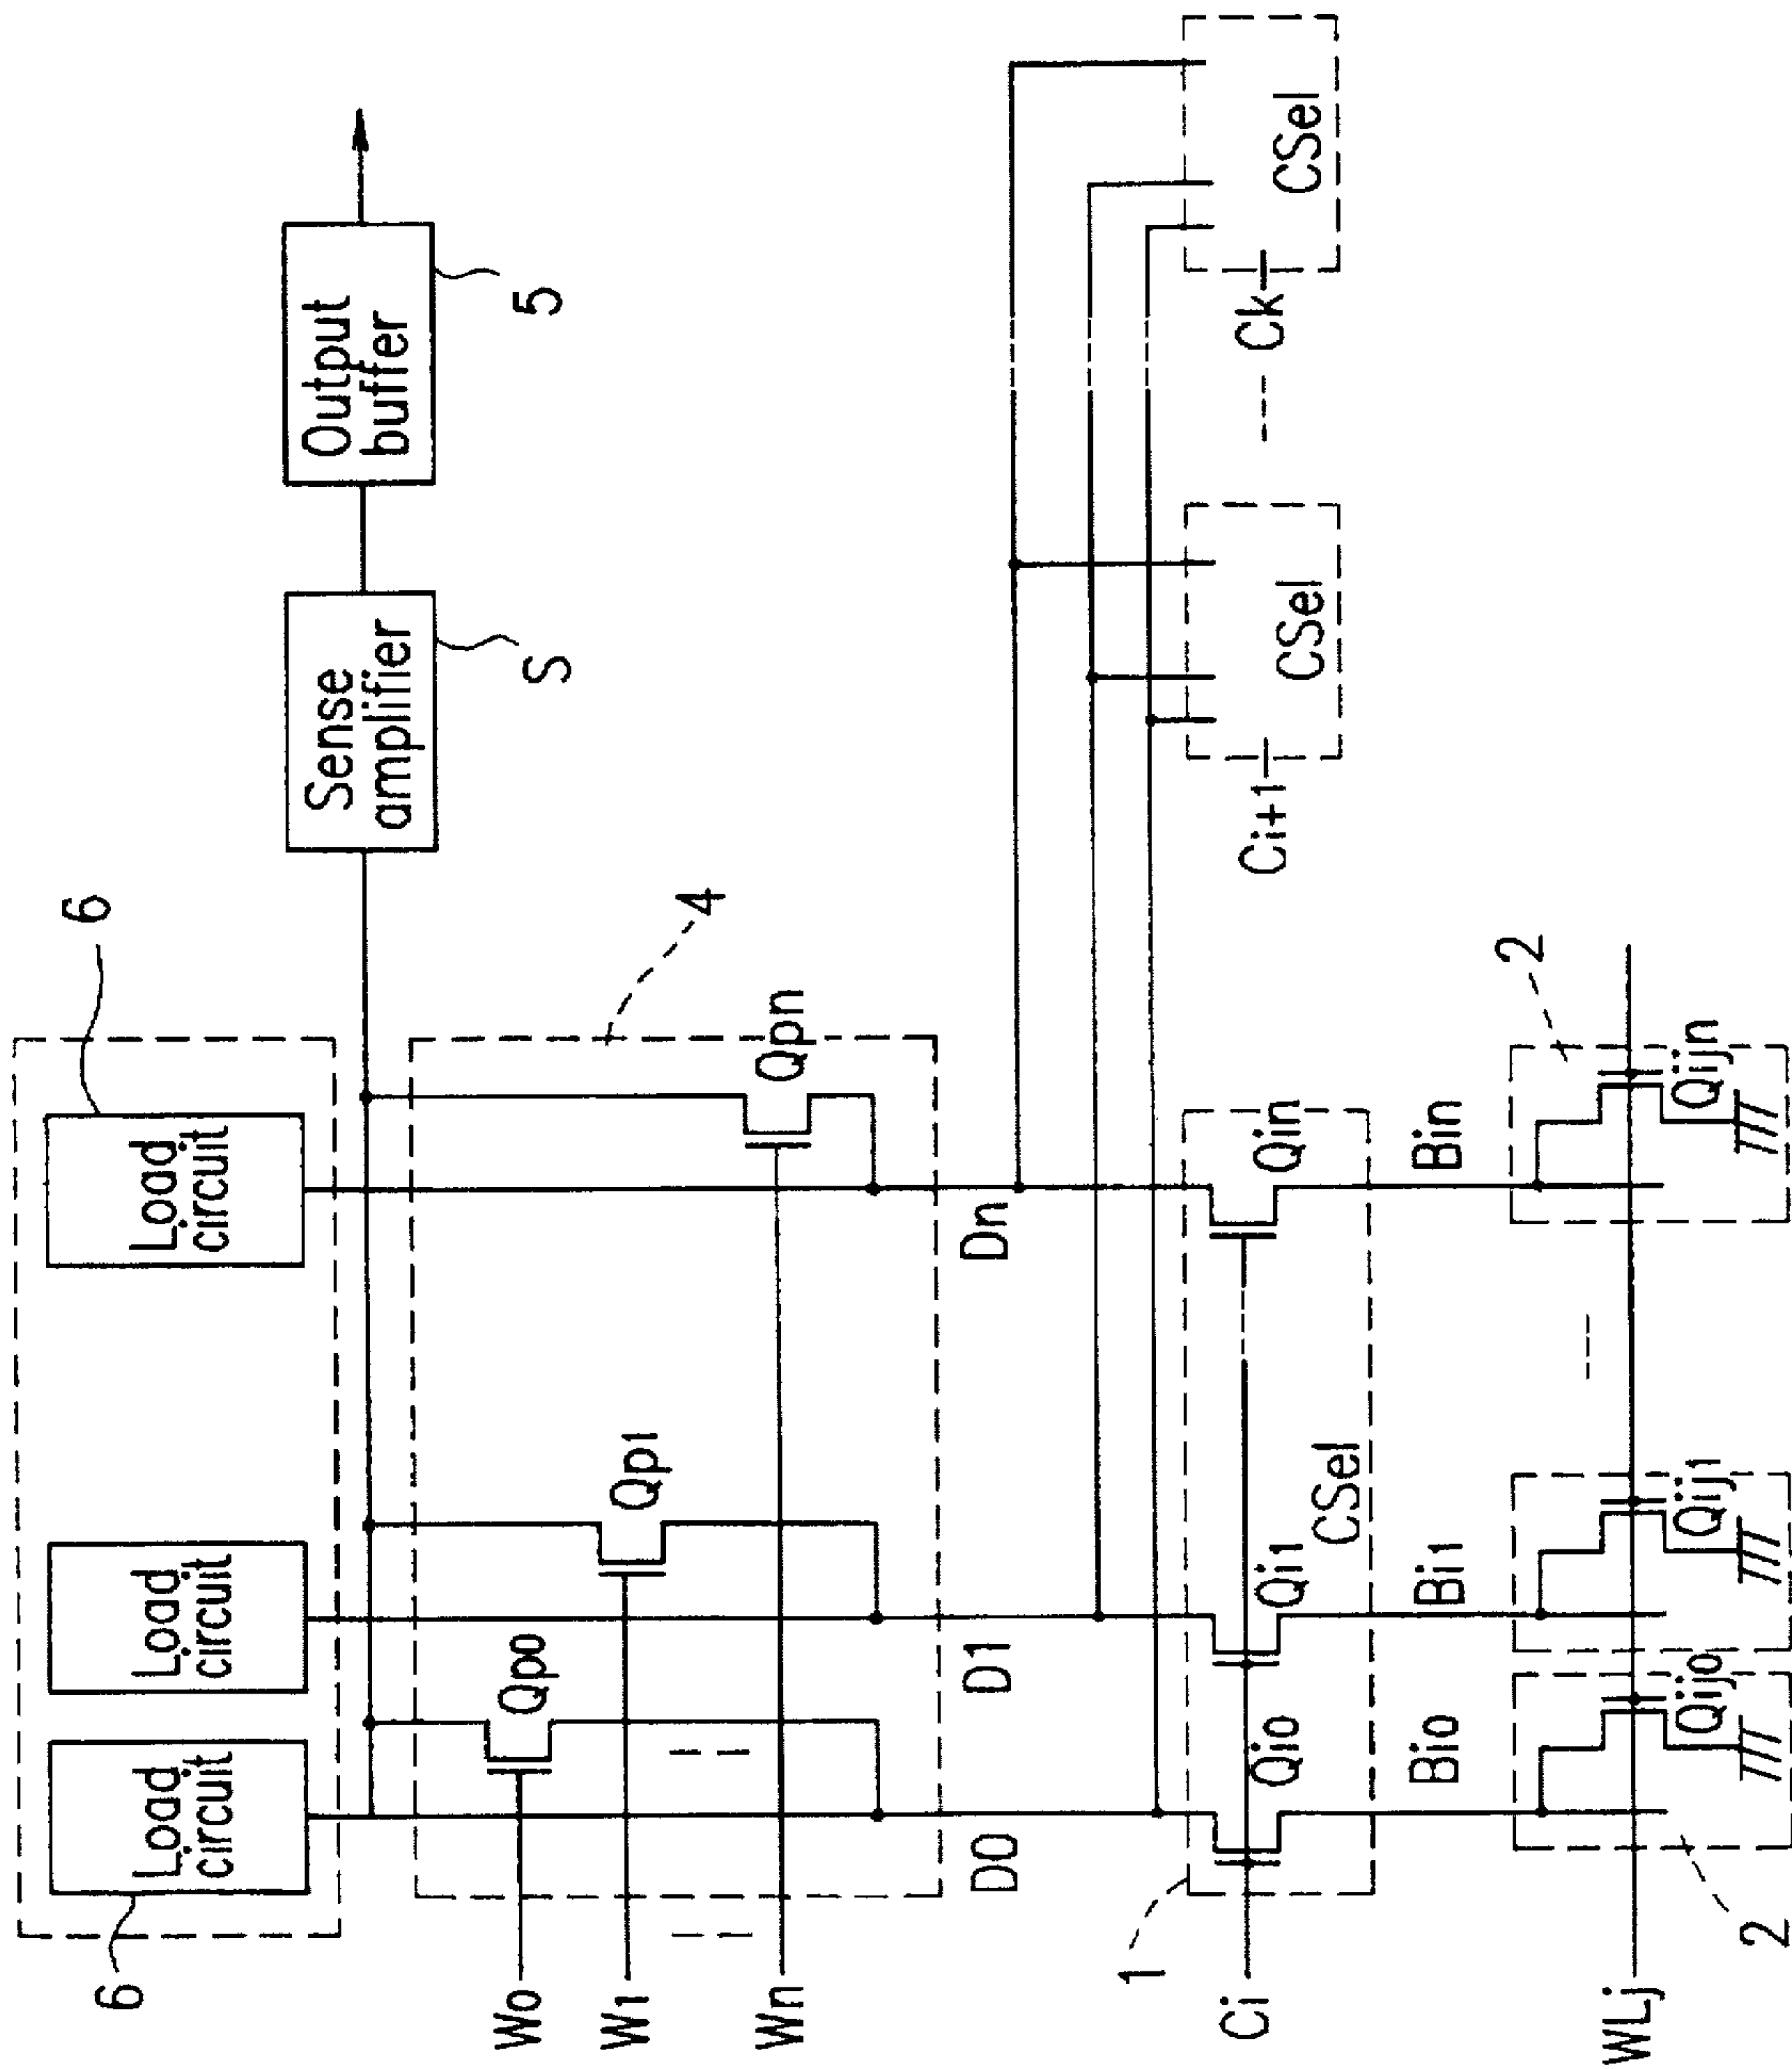 6
6
Load
circuit
Load
circuit
Load
circuit
Sense
amplifier
S
Output
buffer
5
4
W0
W1
Wn
Qp0
Qp1
Qpn
D0
D1
Dn
1
Ci
Qi0
Qi1
Qin
CSel
Ci+1
CSel
Ck
CSel
Bi0
Bi1
Bin
WLj
Qij0
Qij1
Qijn
2
2